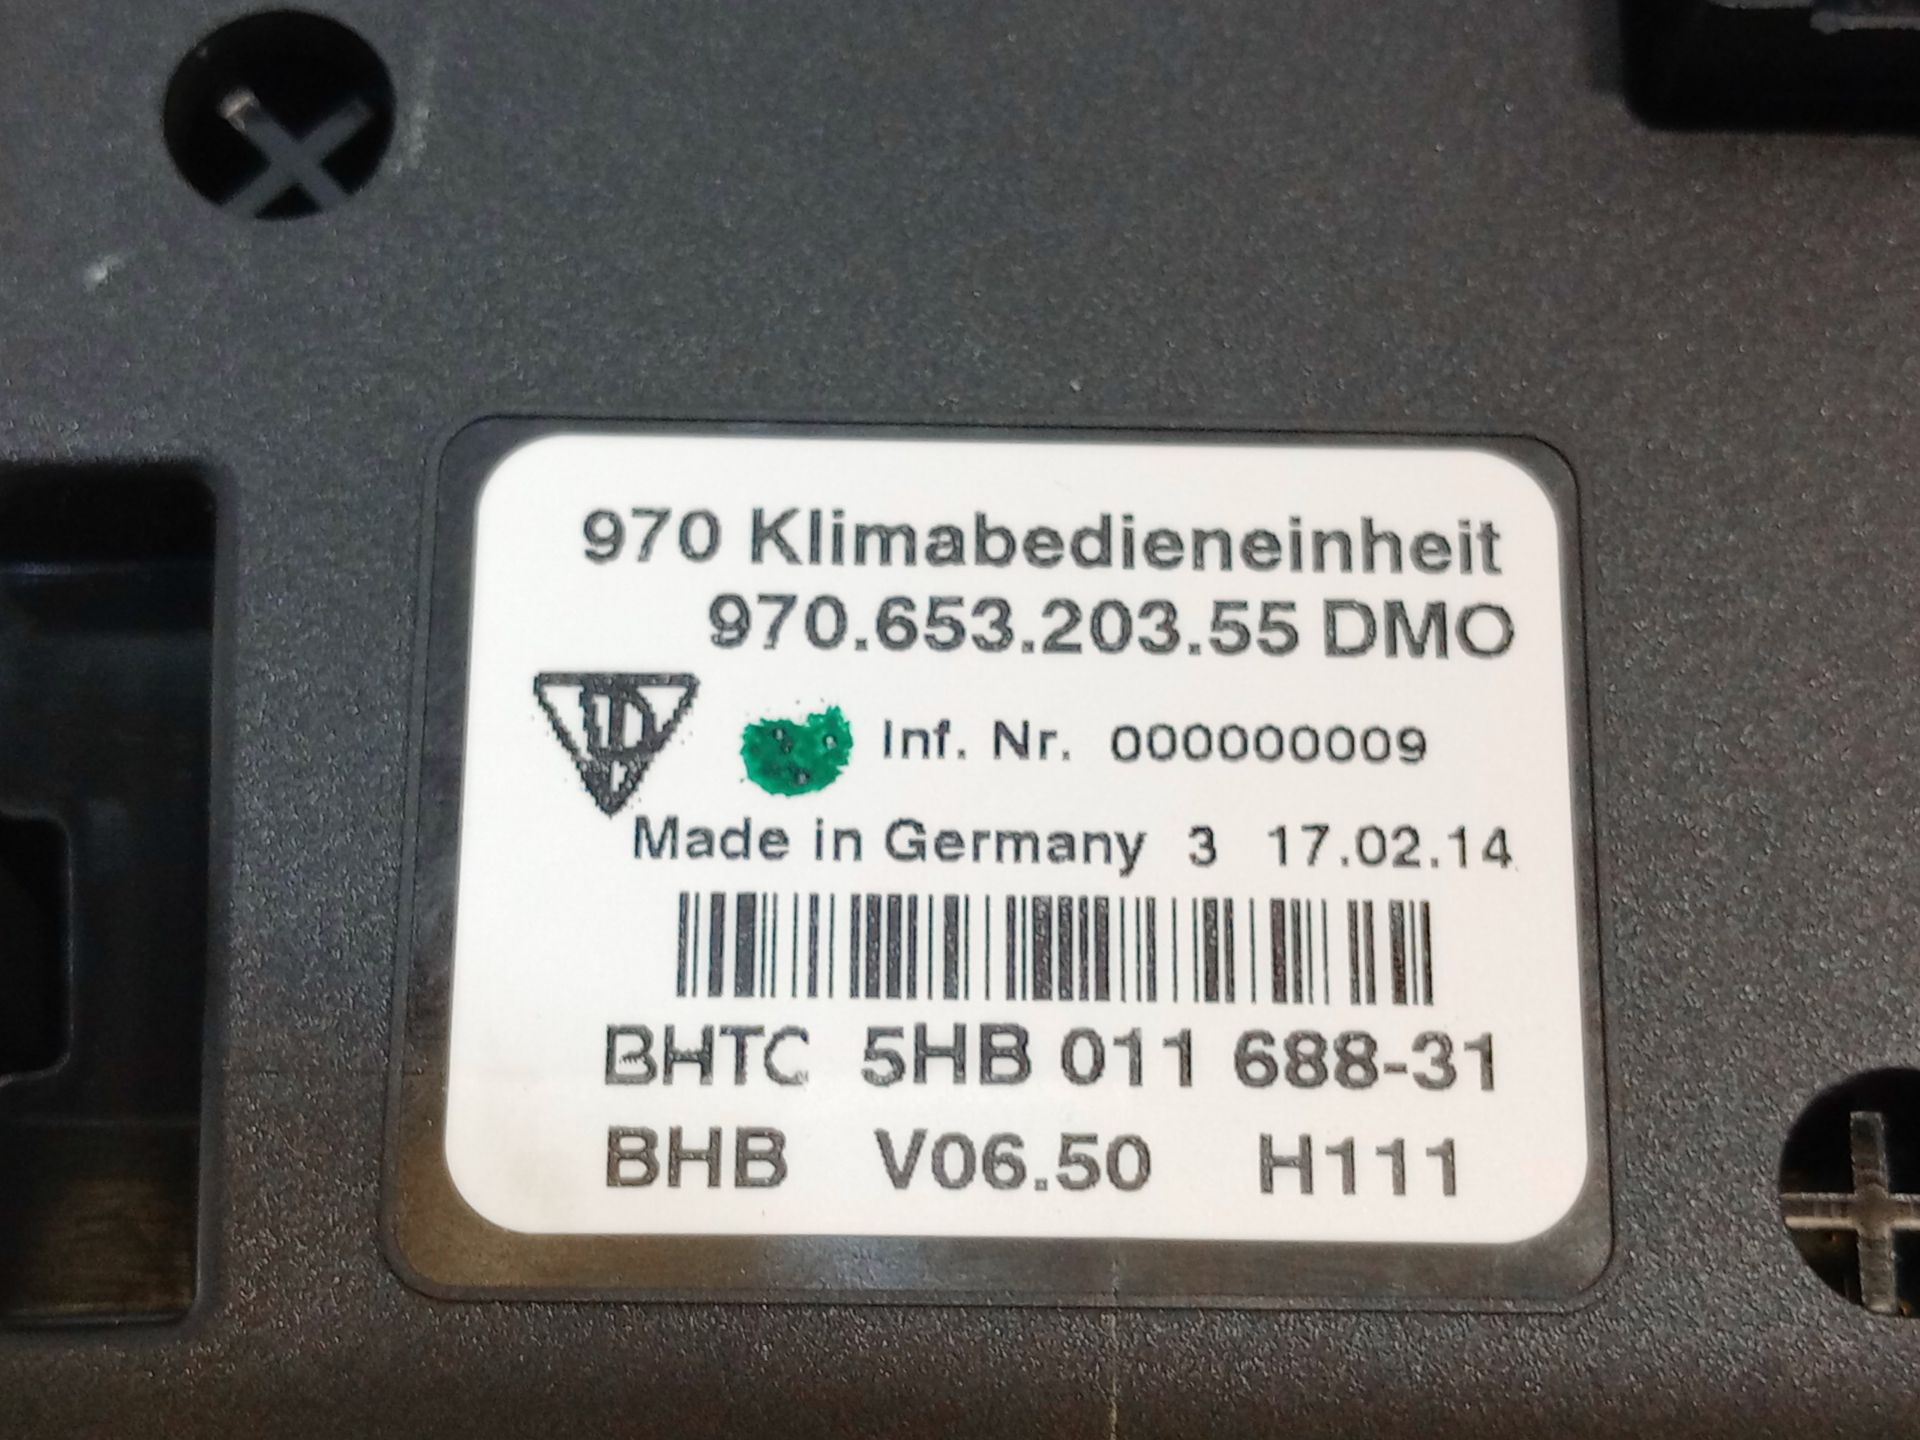 970 Klimabedieneinheit
970.653.203.55 DMO
Inf. Nr. 000000009
Made in Germany 3 17.02.14
BHTC 5HB 011 688-31
BHB V06.50 H111